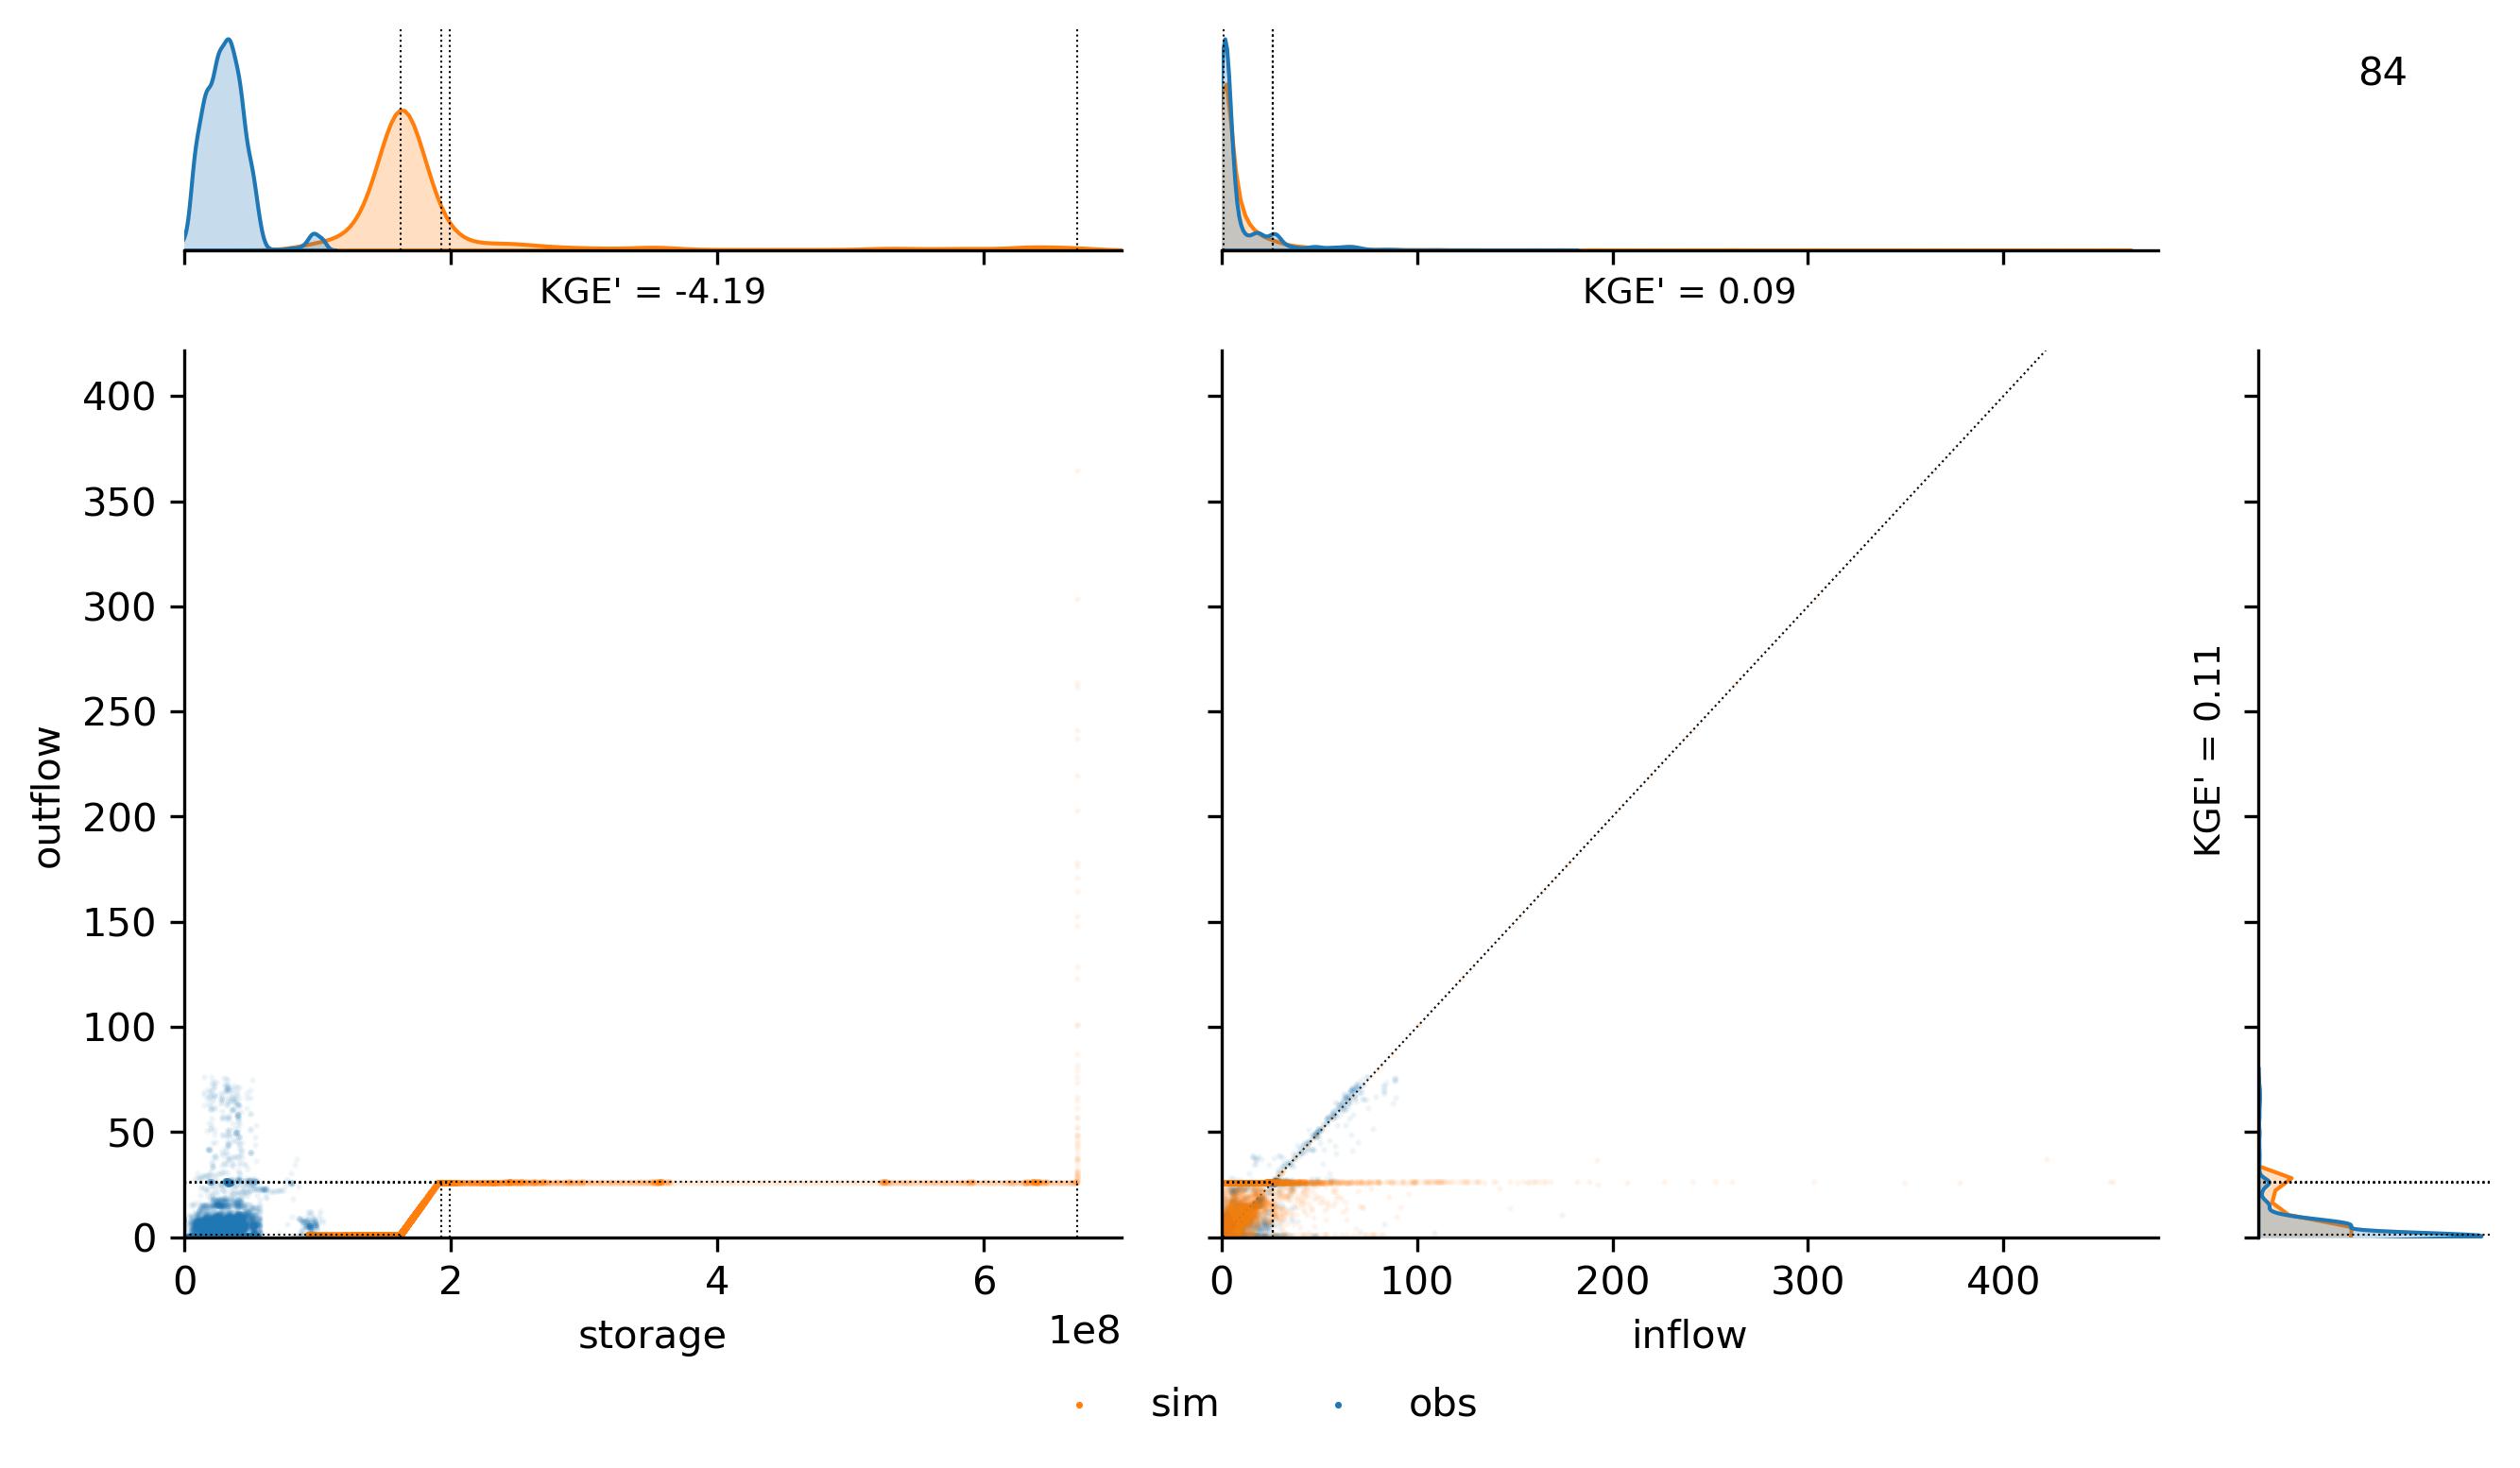 84
KGE' = -4.19
KGE' = 0.09
400
350
300
250
200
150
100
50
0
outflow
KGE' = 0.11
0 2 4 6
1e8
storage
0 100 200 300 400
inflow
sim obs